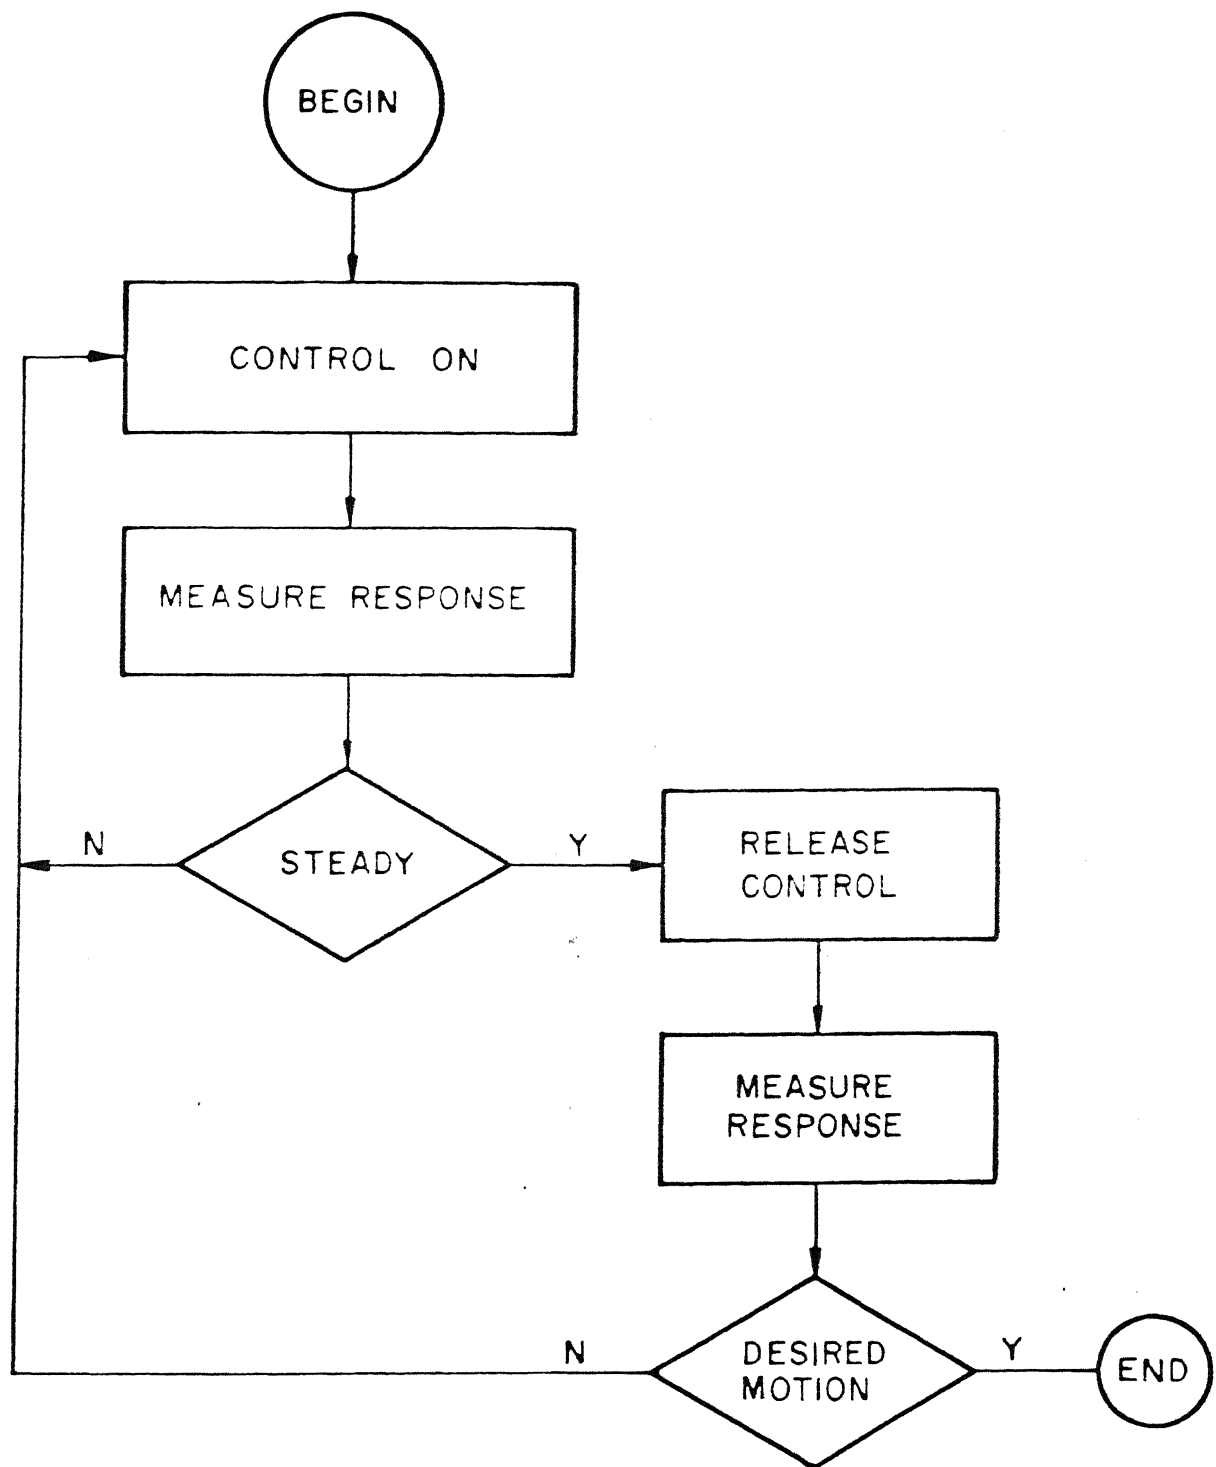 BEGIN
CONTROL ON
MEASURE RESPONSE
STEADY
N
Y
RELEASE
CONTROL
MEASURE
RESPONSE
DESIRED
MOTION
N
Y
END